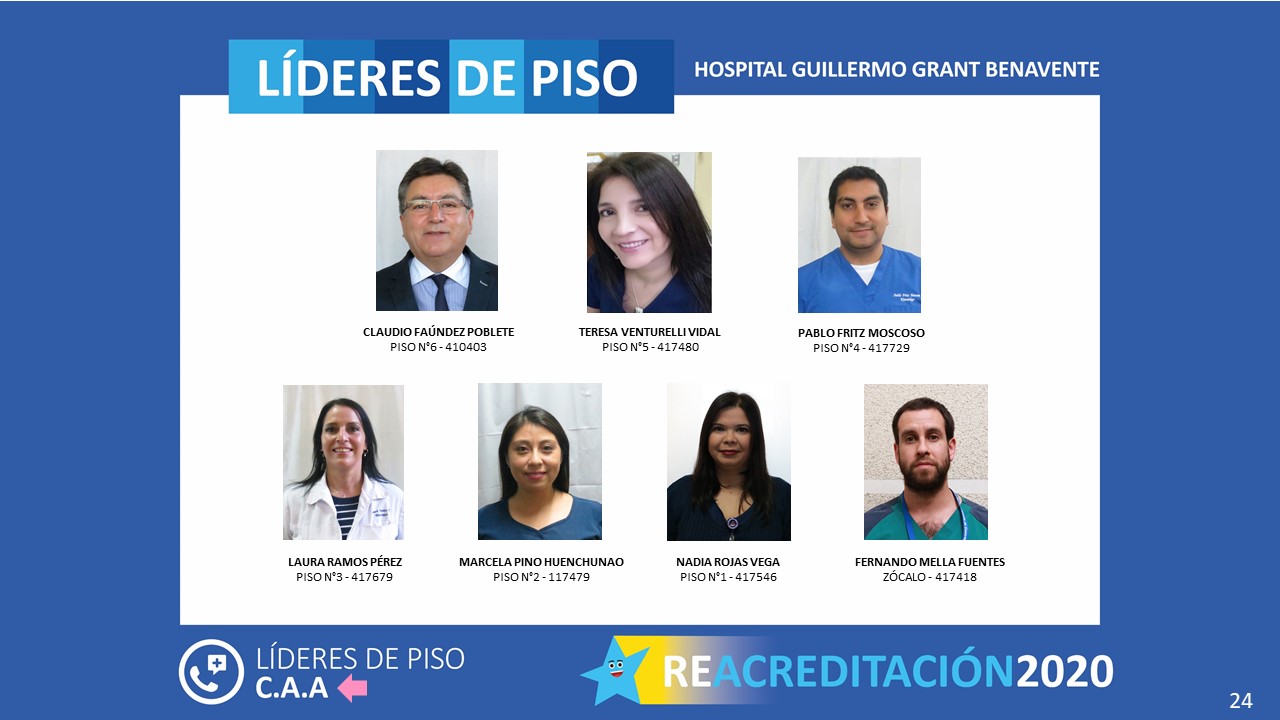 LÍDERES DE PISO
HOSPITAL GUILLERMO GRANT BENAVENTE
CLAUDIO FAÚNDEZ POBLETE
PISO N°6 - 410403
TERESA VENTURELLI VIDAL
PISO N°5 - 417480
PABLO FRITZ MOSCOSO
PISO N°4 - 417729
LAURA RAMOS PÉREZ
PISO N°3 - 417679
MARCELA PINO HUENCHUNAO
PISO N°2 - 117479
NADIA ROJAS VEGA
PISO N°1 - 417546
FERNANDO MELLA FUENTES
ZÓCALO - 417418
LÍDERES DE PISO
C.A.A
REACREDITACIÓN2020
24